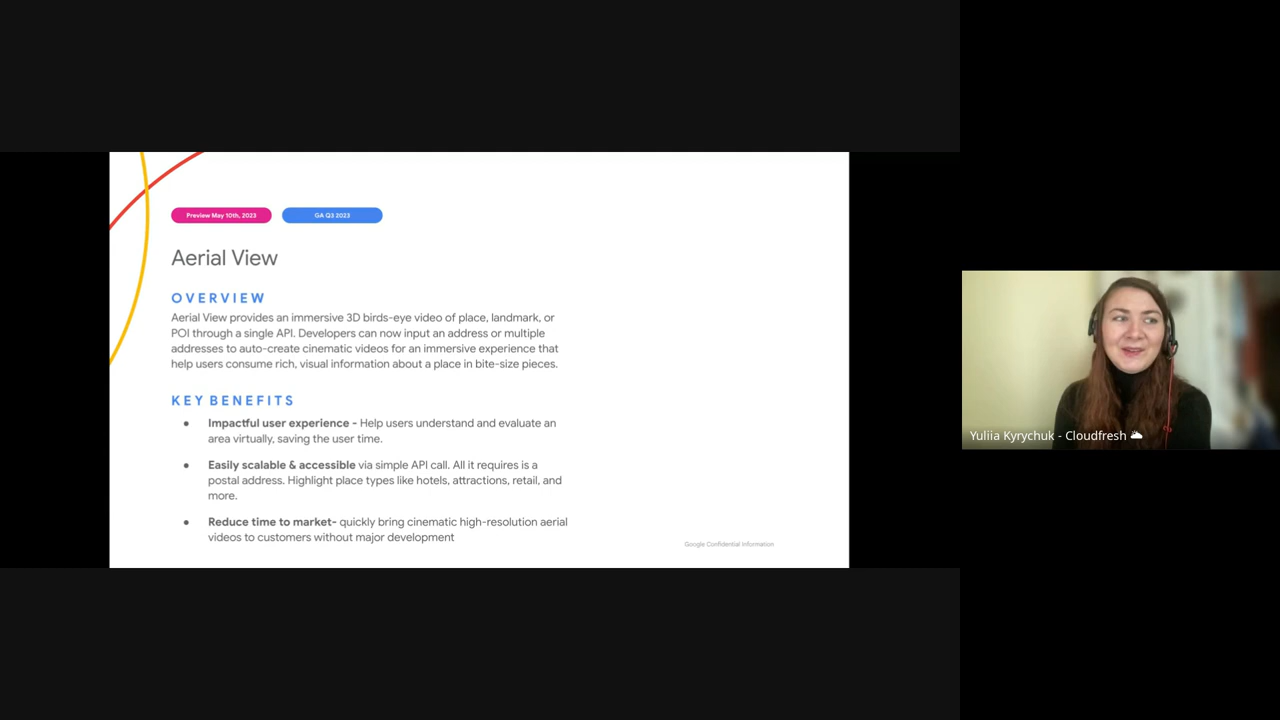 Preview May 10th, 2023
GA Q3 2023
Aerial View
OVERVIEW
Aerial View provides an immersive 3D birds-eye video of place, landmark, or
POI through a single API. Developers can now input an address or multiple
addresses to auto-create cinematic videos for an immersive experience that
help users consume rich, visual information about a place in bite-size pieces.
KEY BENEFITS
● Impactful user experience - Help users understand and evaluate an
area virtually, saving the user time.
● Easily scalable & accessible via simple API call. All it requires is a
postal address. Highlight place types like hotels, attractions, retail, and
more.
● Reduce time to market- quickly bring cinematic high-resolution aerial
videos to customers without major development
Google Confidential Information
Yuliia Kyrychuk - Cloudfresh 🌥